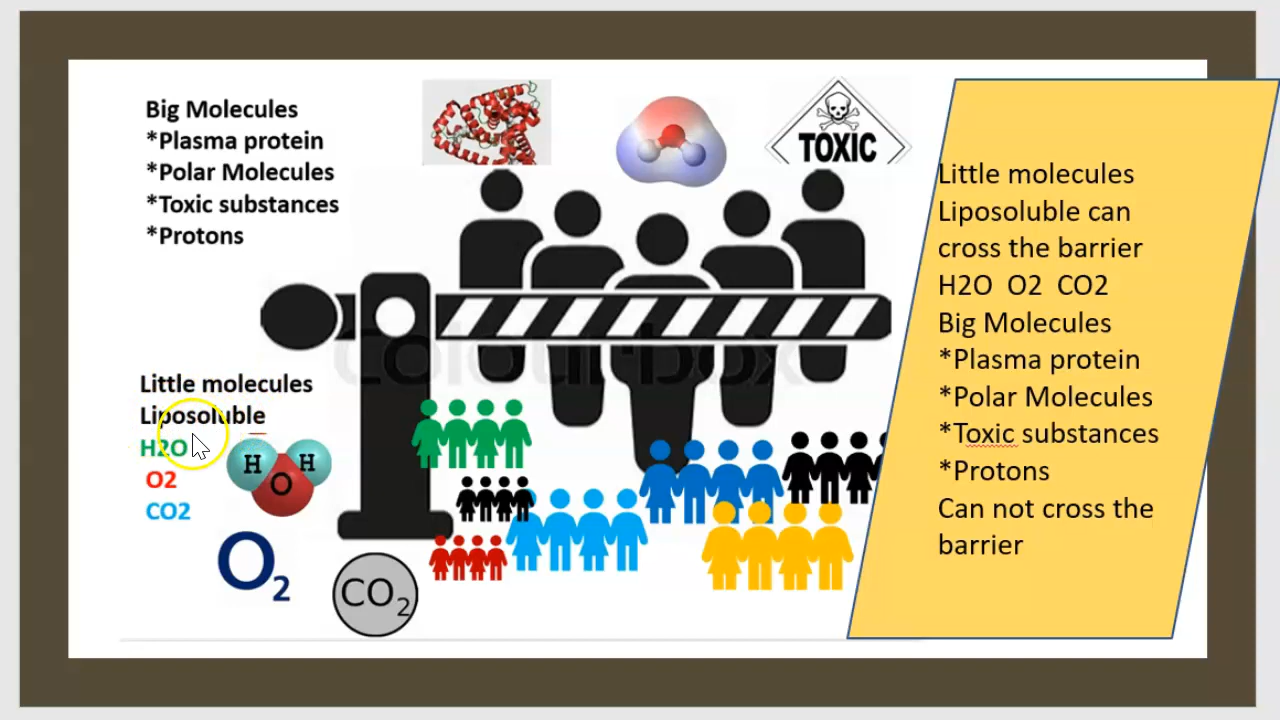 Big Molecules
*Plasma protein
*Polar Molecules
*Toxic substances
*Protons
TOXIC
colourbox
Little molecules
Liposoluble
H2O
O2
CO2
H H
O
O2
CO2
Little molecules
Liposoluble can
cross the barrier
H2O O2 CO2
Big Molecules
*Plasma protein
*Polar Molecules
*Toxic substances
*Protons
Can not cross the
barrier